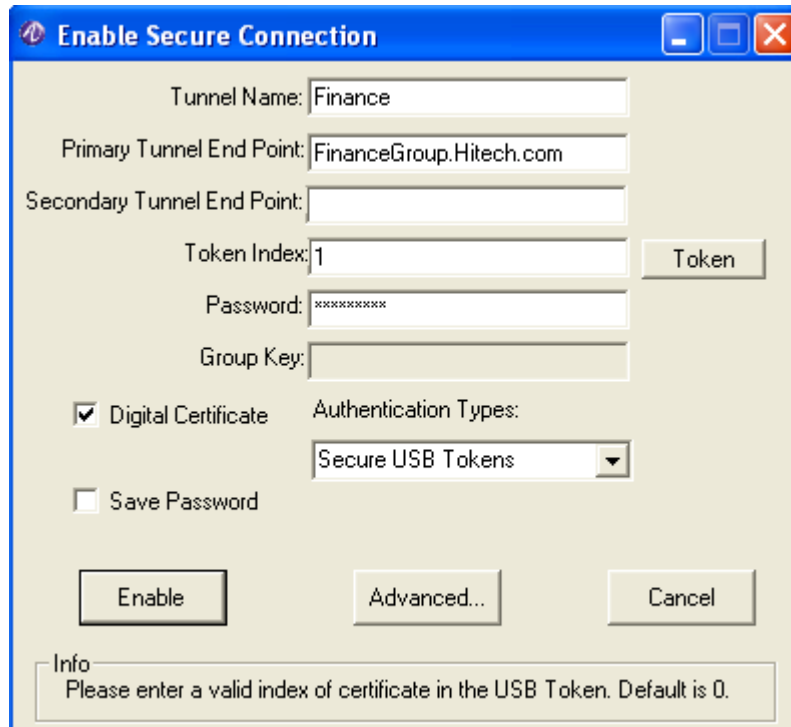 Enable Secure Connection
Tunnel Name: Finance
Primary Tunnel End Point: FinanceGroup.Hitech.com
Secondary Tunnel End Point:
Token Index: 1 Token
Password: *********
Group Key:
Digital Certificate Authentication Types:
Secure USB Tokens
Save Password
Enable Advanced... Cancel
Info
Please enter a valid index of certificate in the USB Token. Default is 0.